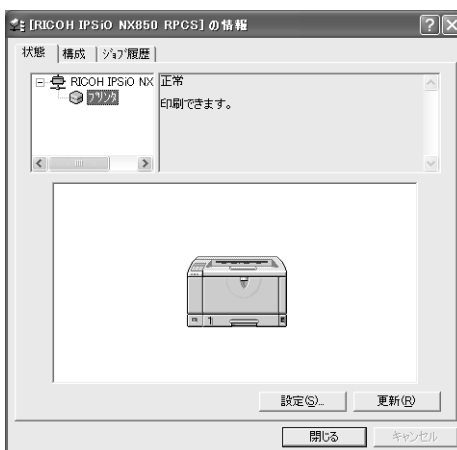 [RICOH IPSiO NX850 RPCS] の情報
状態 構成 ジョブ履歴
RICOH IPSiO NX
プリンタ
正常
印刷できます。
設定(S)... 更新(R)
閉じる キャンセル